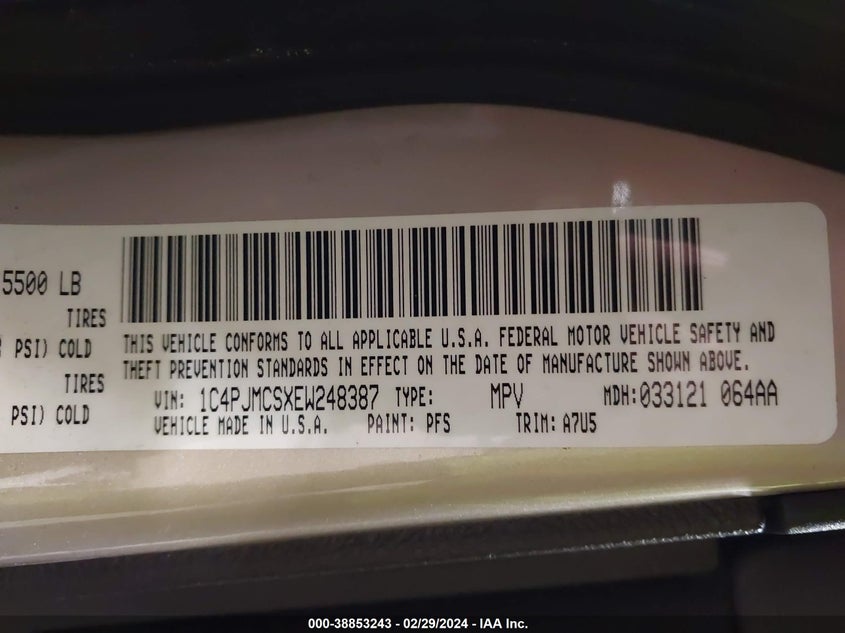 5500 LB
TIRES
PSI) COLD
TIRES
PSI) COLD
THIS VEHICLE CONFORMS TO ALL APPLICABLE U.S.A. FEDERAL MOTOR VEHICLE SAFETY AND
THEFT PREVENTION STANDARDS IN EFFECT ON THE DATE OF MANUFACTURE SHOWN ABOVE.
VIN: 1C4PJMCSXEW248387 TYPE: MPV MDH:033121 064AA
VEHICLE MADE IN U.S.A. PAINT: PFS TRIM: A7U5
000-38853243 - 02/29/2024 - IAA Inc.